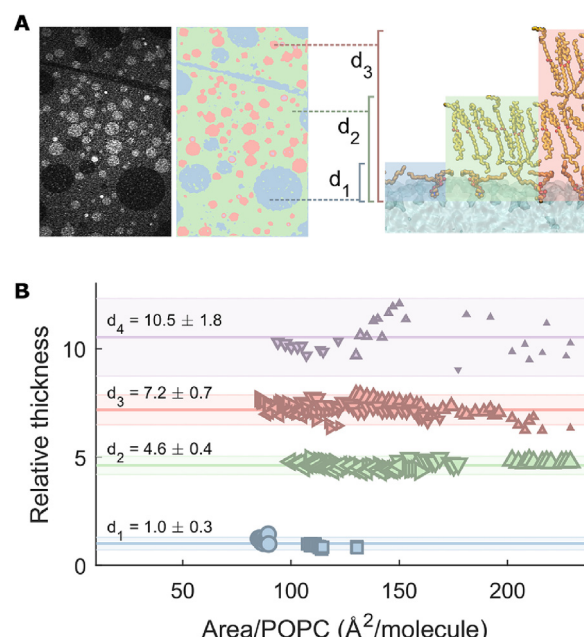 A
d3
d2
d1
B
d4 = 10.5 ± 1.8
d3 = 7.2 ± 0.7
d2 = 4.6 ± 0.4
d1 = 1.0 ± 0.3
10
5
0
Relative thickness
50 100 150 200
Area/POPC (Å²/molecule)